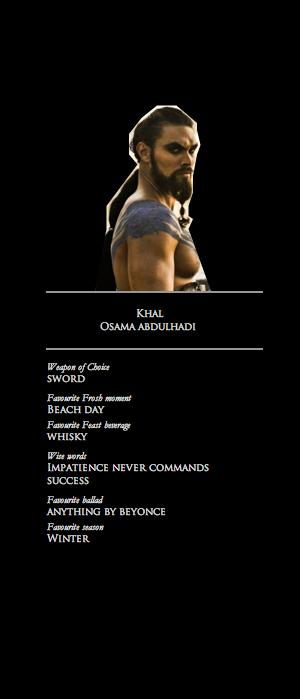 Khal
Osama abdulhadi
Weapon of Choice
sword
Favourite Frosh moment
Beach day
Favourite Feast beverage
whisky
Wise words
Impatience never commands
success
Favourite ballad
anything by beyonce
Favourite season
Winter